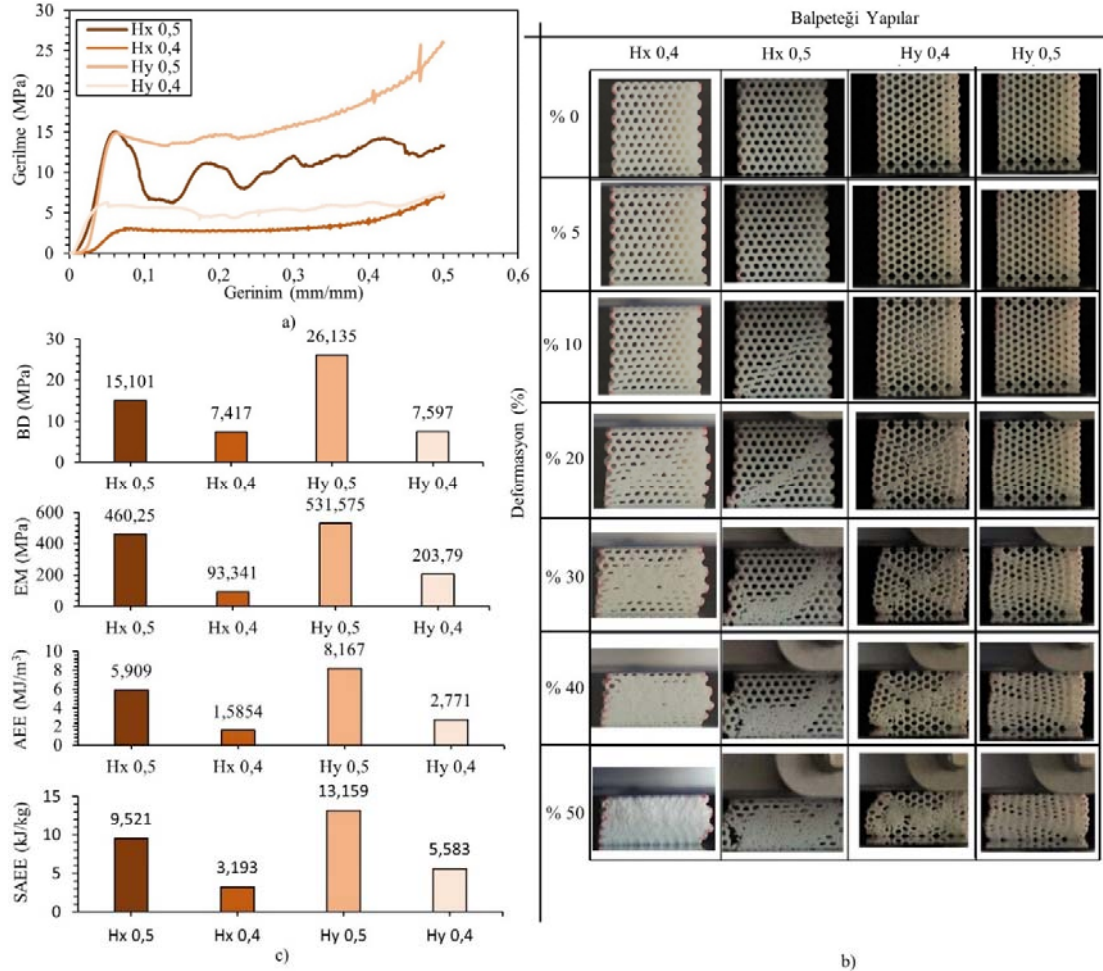 30
25
20
15
10
5
0
Gerilme (MPa)
Hx 0,5
Hx 0,4
Hy 0,5
Hy 0,4
0 0,1 0,2 0,3 0,4 0,5 0,6
Gerinim (mm/mm)
a)
30
20
10
0
BD (MPa)
15,101
7,417
26,135
7,597
Hx 0,5 Hx 0,4 Hy 0,5 Hy 0,4
600
400
200
0
EM (MPa)
460,25
93,341
531,575
203,79
Hx 0,5 Hx 0,4 Hy 0,5 Hy 0,4
10
8
6
4
2
0
AEE (MJ/m³)
5,909
1,5854
8,167
2,771
Hx 0,5 Hx 0,4 Hy 0,5 Hy 0,4
15
10
5
0
SAEE (kJ/kg)
9,521
3,193
13,159
5,583
Hx 0,5 Hx 0,4 Hy 0,5 Hy 0,4
c)
Balpeteği Yapılar
Hx 0,4 Hx 0,5 Hy 0,4 Hy 0,5
Deformasyon (%)
% 0
% 5
% 10
% 20
% 30
% 40
% 50
b)